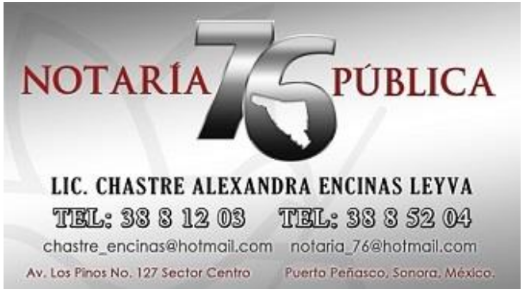 NOTARÍA 76 PÚBLICA
LIC. CHASTRE ALEXANDRA ENCINAS LEYVA
TEL: 38 8 12 03 TEL: 38 8 52 04
chastre_encinas@hotmail.com notaria_76@hotmail.com
Av. Los Pinos No. 127 Sector Centro Puerto Peñasco, Sonora, México.